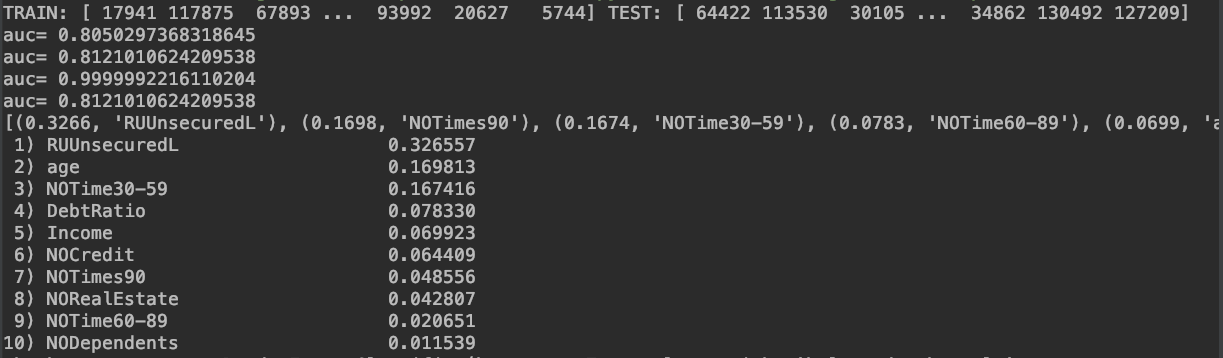 TRAIN: [ 17941 117875  67893 ...  93992  20627   5744] TEST: [ 64422 113530  30105 ...  34862 130492 127209]
auc= 0.8050297368318645
auc= 0.8121010624209538
auc= 0.9999992216110204
auc= 0.8121010624209538
[(0.3266, 'RUUnsecuredL'), (0.1698, 'NOTimes90'), (0.1674, 'NOTime30-59'), (0.0783, 'NOTime60-89'), (0.0699, 'a
 1) RUUnsecuredL                   0.326557
 2) age                            0.169813
 3) NOTime30-59                    0.167416
 4) DebtRatio                      0.078330
 5) Income                         0.069923
 6) NOCredit                       0.064409
 7) NOTimes90                      0.048556
 8) NORealEstate                   0.042807
 9) NOTime60-89                    0.020651
10) NODependents                   0.011539